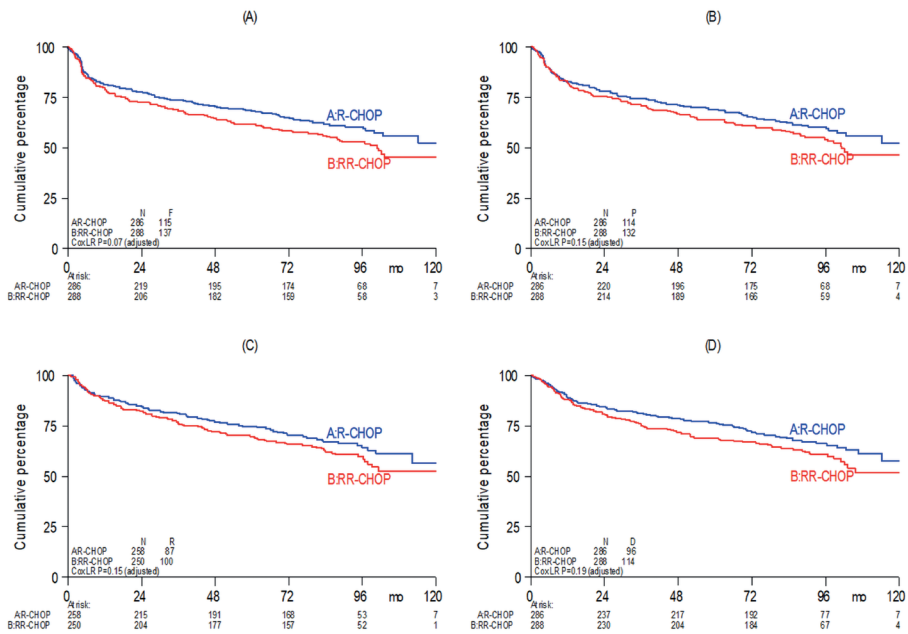 (A)
Cumulative percentage
100
75
50
25
0
A:R-CHOP
B:RR-CHOP
N F
AR-CHOP 286 115
B:RR-CHOP 288 137
CoxLR P=0.07 (adjusted)
0 24 48 72 96 mo 120
At risk:
AR-CHOP 286 219 195 174 68 7
B:RR-CHOP 288 206 182 159 58 3
(B)
Cumulative percentage
100
75
50
25
0
A:R-CHOP
B:RR-CHOP
N P
AR-CHOP 286 114
B:RR-CHOP 288 132
CoxLR P=0.15 (adjusted)
0 24 48 72 96 mo 120
At risk:
AR-CHOP 286 220 196 175 68 7
B:RR-CHOP 288 214 189 166 59 4
(C)
Cumulative percentage
100
75
50
25
0
A:R-CHOP
B:RR-CHOP
N R
AR-CHOP 258 87
B:RR-CHOP 250 100
CoxLR P=0.15 (adjusted)
0 24 48 72 96 mo 120
At risk:
AR-CHOP 258 215 191 168 53 7
B:RR-CHOP 250 204 177 157 52 1
(D)
Cumulative percentage
100
75
50
25
0
A:R-CHOP
B:RR-CHOP
N D
AR-CHOP 286 96
B:RR-CHOP 288 114
CoxLR P=0.19 (adjusted)
0 24 48 72 96 mo 120
At risk:
AR-CHOP 286 237 217 192 77 7
B:RR-CHOP 288 230 204 184 67 4